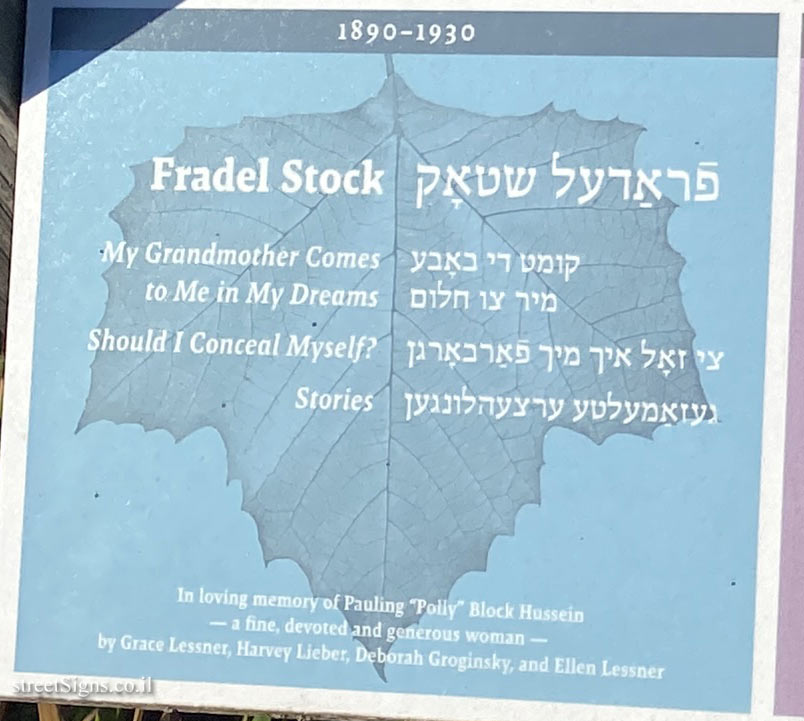 1890–1930
Fradel Stock פֿראַדעל שטאָק
My Grandmother Comes קומט די באָבע
to Me in My Dreams מיר צו חלום
Should I Conceal Myself? צי זאָל איך מיך פֿאַרבאָרגן
Stories געזאַמעלטע ערצעהלונגען
In loving memory of Pauling “Polly” Block Hussein
— a fine, devoted and generous woman —
by Grace Lessner, Harvey Lieber, Deborah Groginsky, and Ellen Lessner
streetSigns.co.il